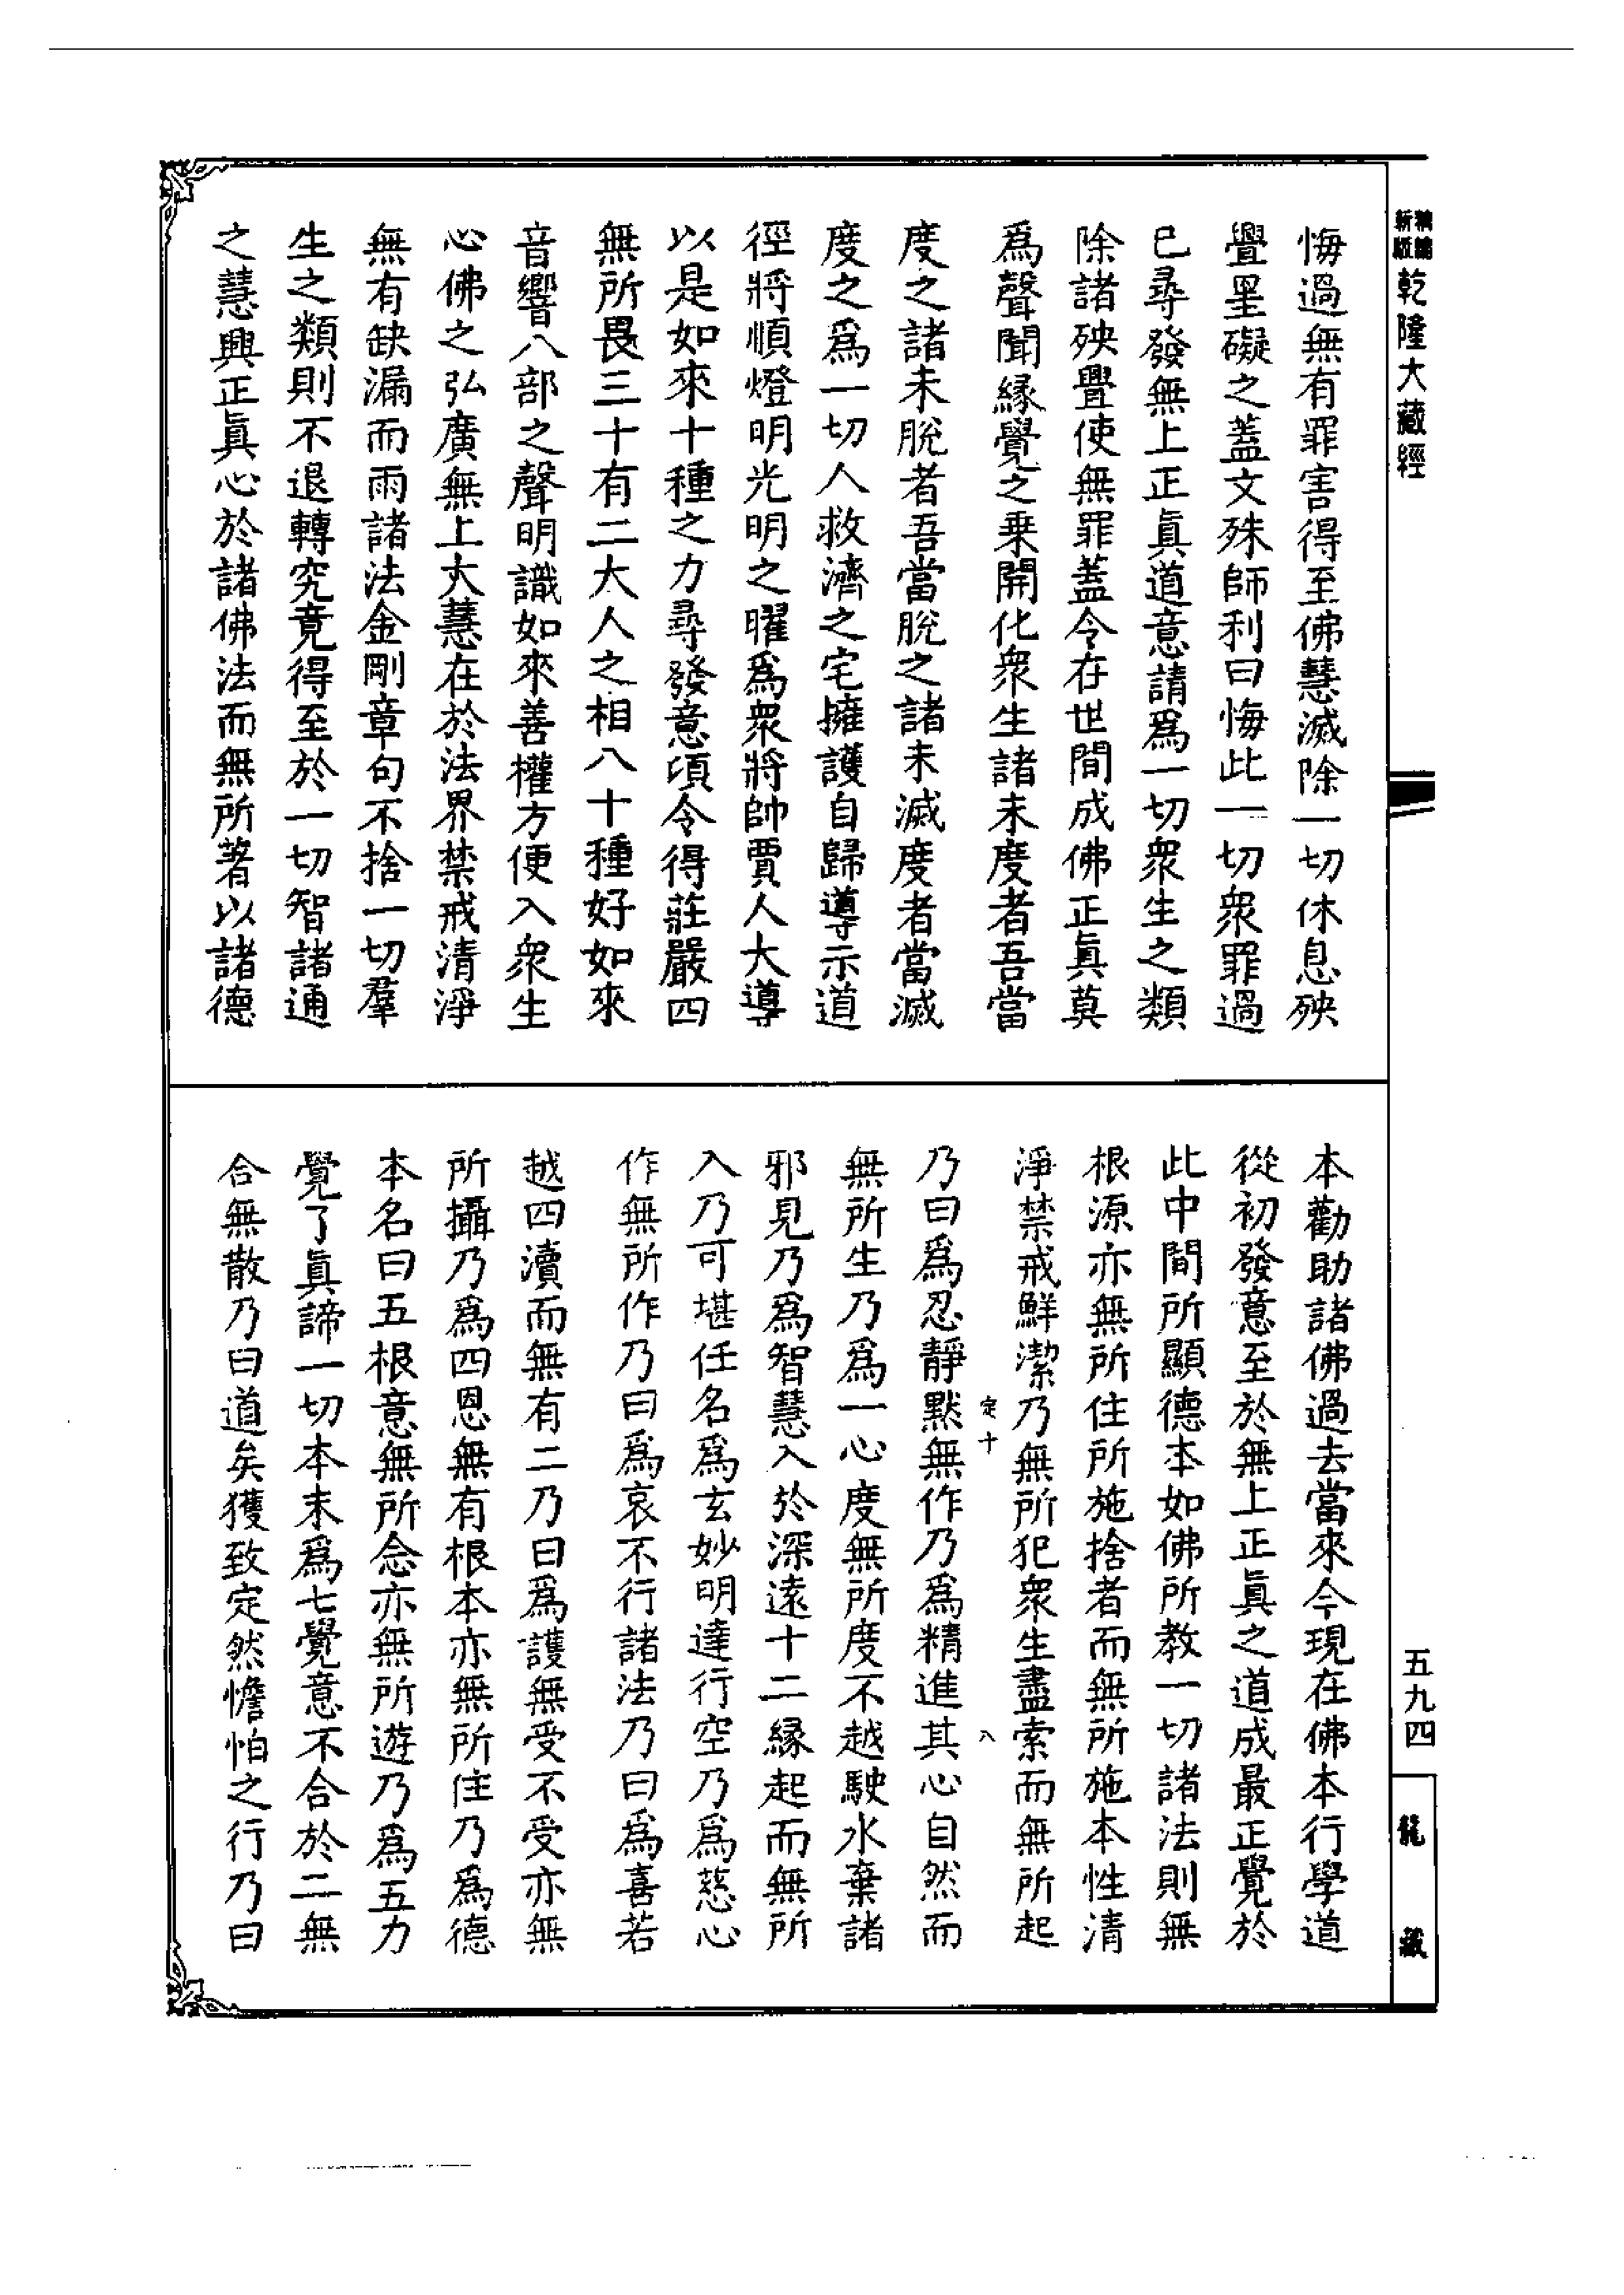 精編新版
乾隆大藏經
悔過無有罪害得至佛慧滅除一切休息殃
舋罣礙之蓋文殊師利曰悔此一切衆罪過
已尋發無上正眞道意請爲一切衆生之類
除諸殃舋使無罪蓋令在世間成佛正眞莫
爲聲聞緣覺之乗開化衆生諸未度者吾當
度之諸未脫者吾當脫之諸未滅度者當滅
度之爲一切人救濟之宅擁護自歸導示道
徑將順燈明光明之曜爲衆將帥賈人大導
以是如來十種之力尋發意頃令得莊嚴四
無所畏三十有二大人之相八十種好如來
音響八部之聲明識如來善權方便入衆生
心佛之弘廣無上大慧在於法界禁戒清淨
無有缺漏而雨諸法金剛章句不捨一切羣
生之類則不退轉究竟得至於一切智諸通
之慧興正眞心於諸佛法而無所著以諸德
本勸助諸佛過去當來今現在佛本行學道
從初發意至於無上正眞之道成最正覺於
此中間所顯德本如佛所教一切諸法則無
根源亦無所住所施捨者而無所施本性清
淨禁戒鮮潔乃無所犯衆生盡索而無所起
定十
八
乃曰爲忍靜默無作乃爲精進其心自然而
無所生乃爲一心度無所度不越駛水棄諸
邪見乃爲智慧入於深遠十二緣起而無所
入乃可堪任名爲玄妙明達行空乃爲慈心
作無所作乃曰爲哀不行諸法乃曰爲喜若
越四瀆而無有二乃曰爲護無受不受亦無
所攝乃爲四恩無有根本亦無所住乃爲德
本名曰五根意無所念亦無所遊乃爲五力
覺了眞諦一切本末爲七覺意不合於二無
合無散乃曰道矣獲致定然憺怕之行乃曰
五九四
龍藏